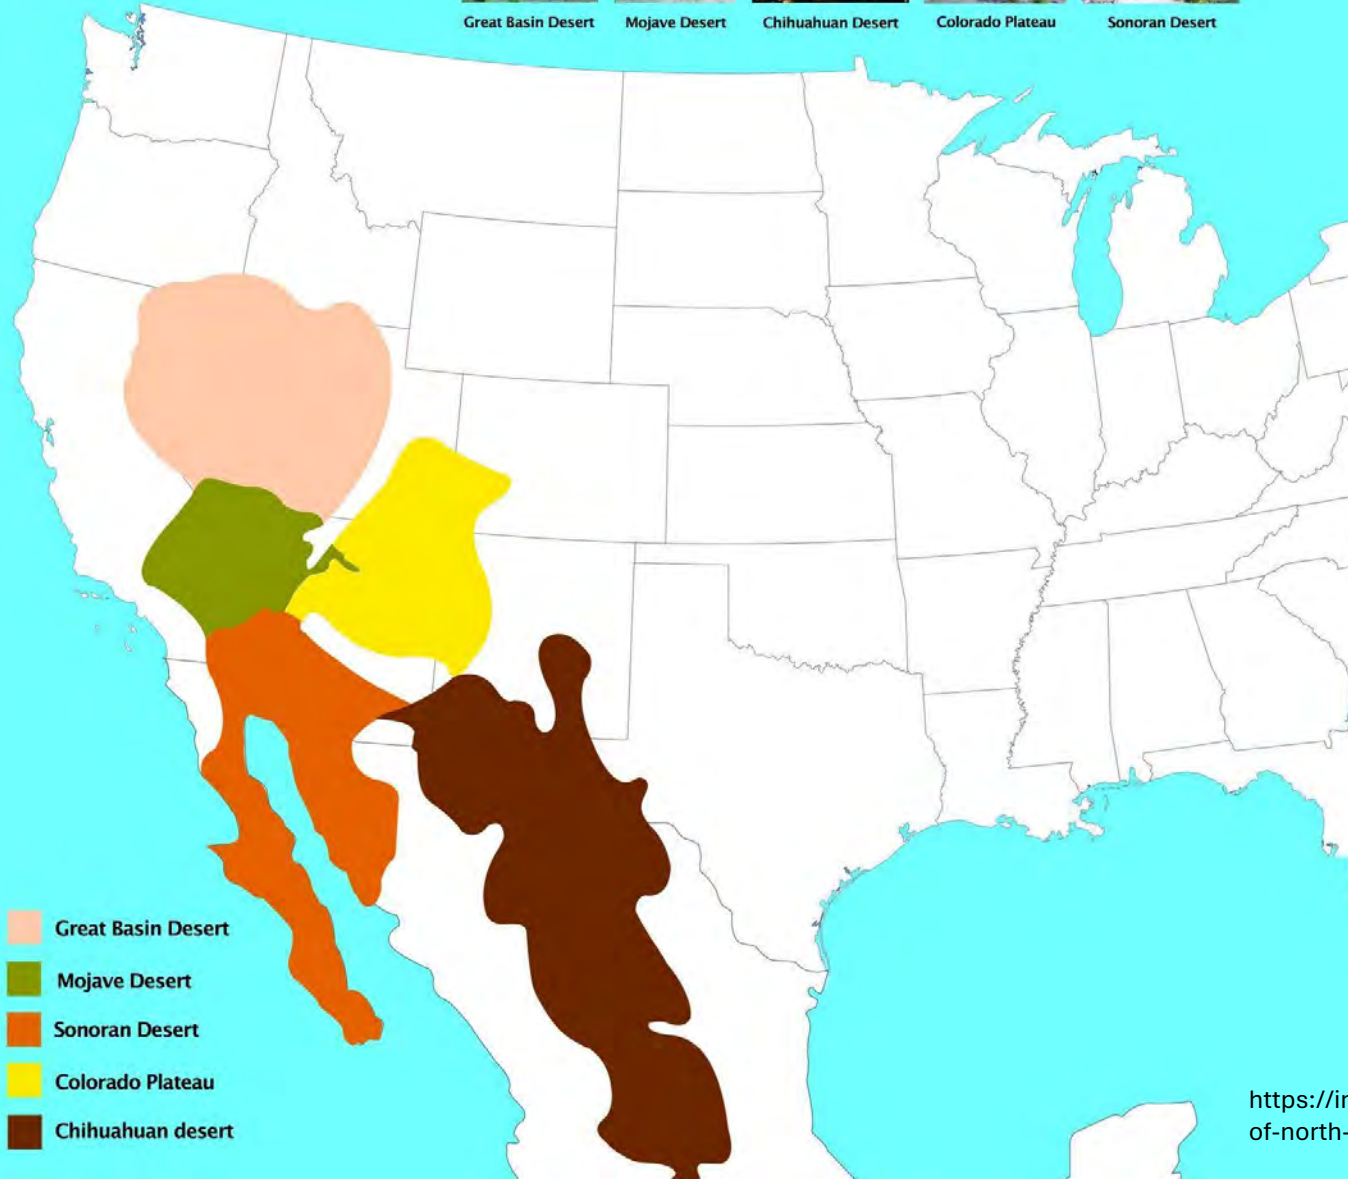 Great Basin Desert Mojave Desert Chihuahuan Desert Colorado Plateau Sonoran Desert
Great Basin Desert
Mojave Desert
Sonoran Desert
Colorado Plateau
Chihuahuan desert
https://ir
of-north-